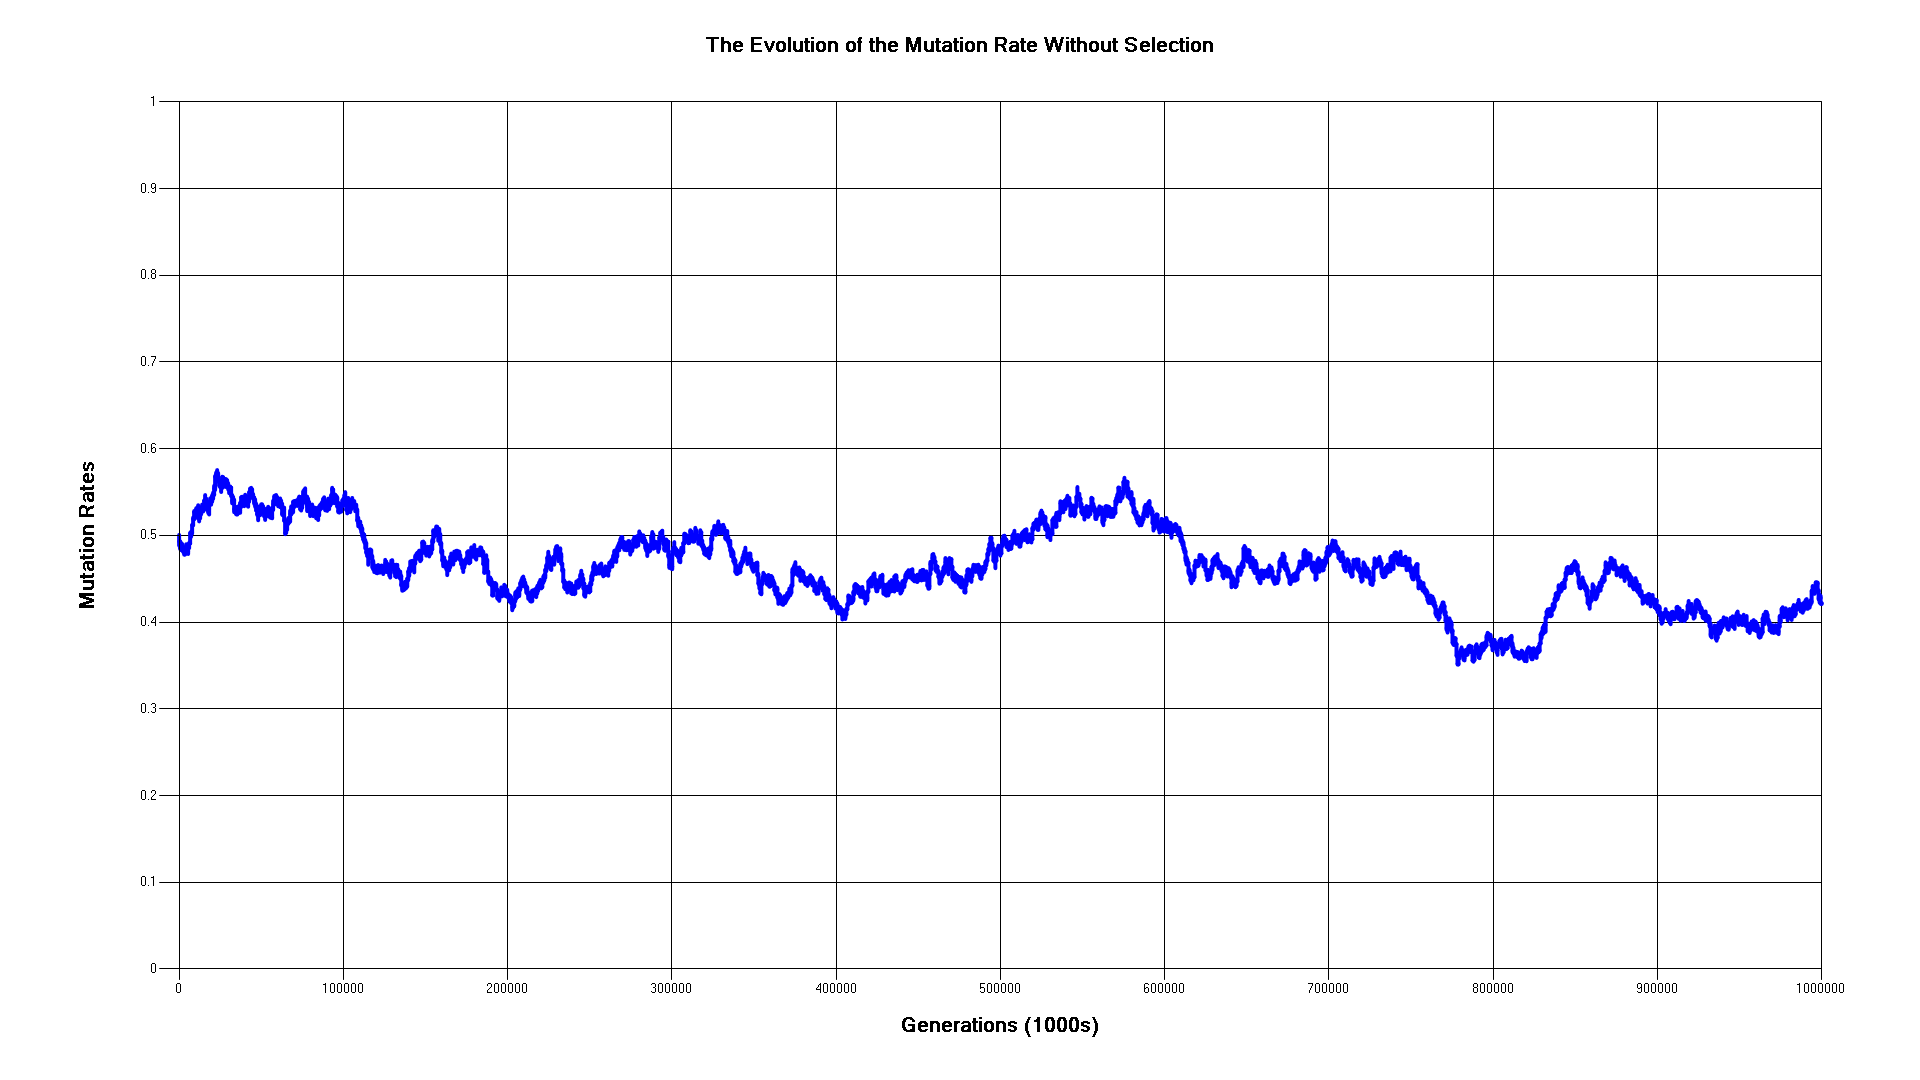 The Evolution of the Mutation Rate Without Selection
1
0.9
0.8
0.7
0.6
0.5
0.4
0.3
0.2
0.1
0
Mutation Rates
0 100000 200000 300000 400000 500000 600000 700000 800000 900000 1000000
Generations (1000s)